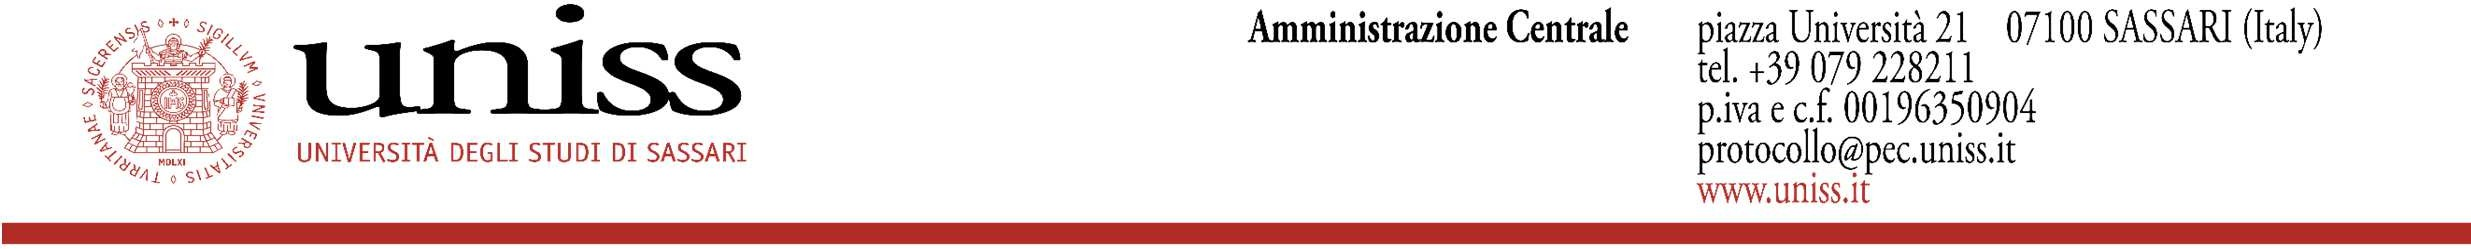 SIGILLVM ◊ VNIVERSITATIS ◊ TVRRITANAE ◊ SACERENSIS
MDLXI
uniss
UNIVERSITÀ DEGLI STUDI DI SASSARI
Amministrazione Centrale
piazza Università 21 07100 SASSARI (Italy)
tel. +39 079 228211
p.iva e c.f. 00196350904
protocollo@pec.uniss.it
www.uniss.it